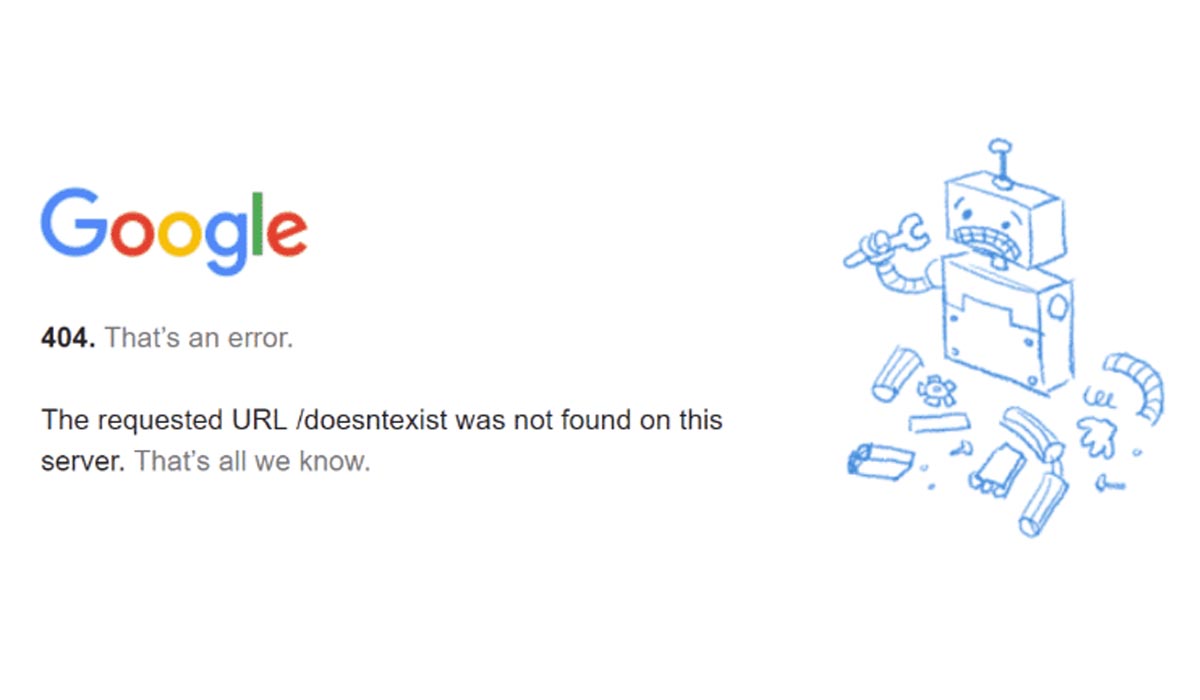 Google
404. That’s an error.
The requested URL /doesntexist was not found on this
server. That’s all we know.